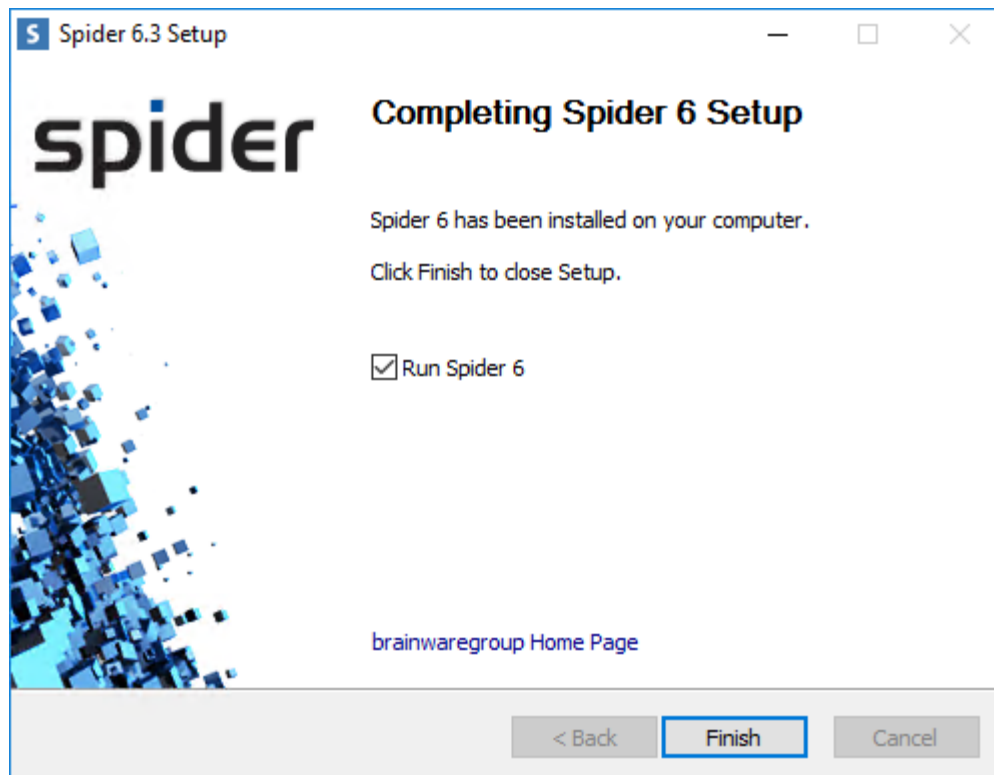 S Spider 6.3 Setup
spider
Completing Spider 6 Setup
Spider 6 has been installed on your computer.
Click Finish to close Setup.
Run Spider 6
brainwaregroup Home Page
< Back Finish Cancel